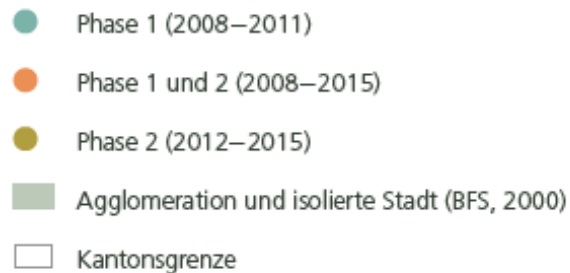 Phase 1 (2008–2011)
Phase 1 und 2 (2008–2015)
Phase 2 (2012–2015)
Agglomeration und isolierte Stadt (BFS, 2000)
Kantonsgrenze